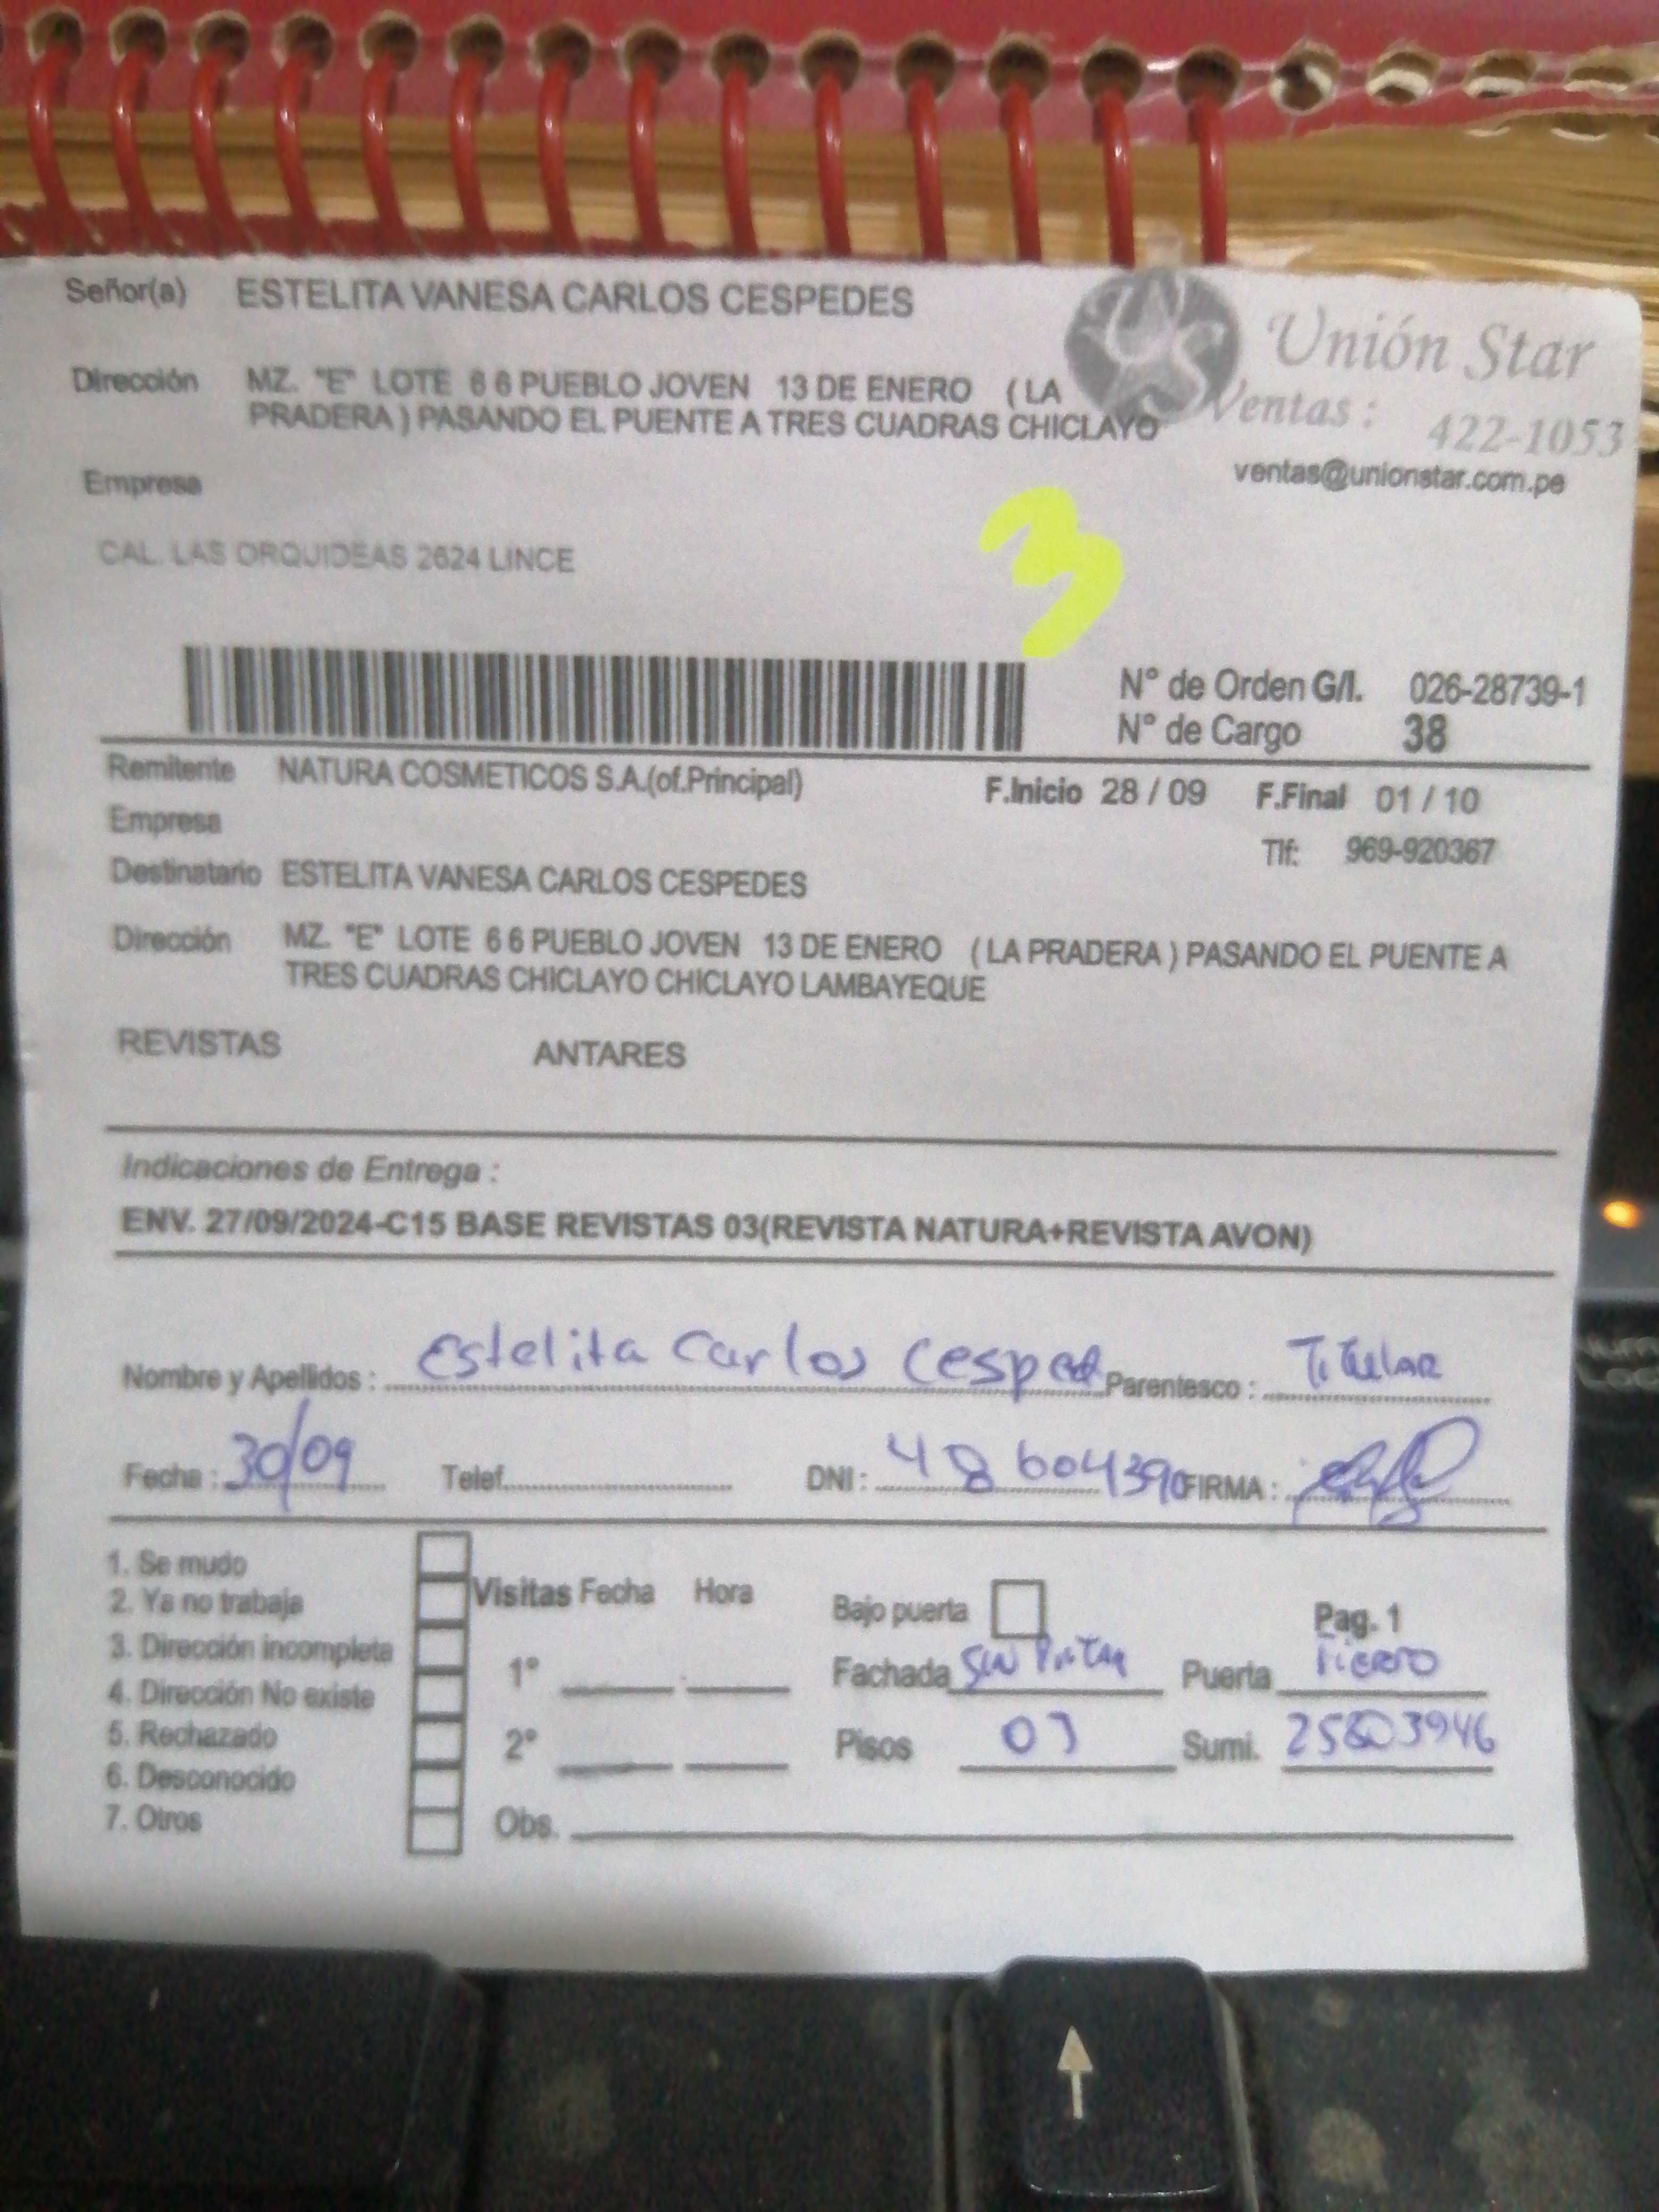 Señor(a) ESTELITA VANESA CARLOS CESPEDES
Unión Star
Dirección MZ. "E" LOTE 6 6 PUEBLO JOVEN 13 DE ENERO ( LA
PRADERA ) PASANDO EL PUENTE A TRES CUADRAS CHICLAYO
Ventas : 422-1053
ventas@unionstar.com.pe
Empresa
CAL. LAS ORQUIDEAS 2624 LINCE
3
N° de Orden G/I. 026-28739-1
N° de Cargo 38
Remitente NATURA COSMETICOS S.A.(of.Principal) F.Inicio 28 / 09 F.Final 01 / 10
Empresa
Tlf: 969-920367
Destinatario ESTELITA VANESA CARLOS CESPEDES
Dirección MZ. "E" LOTE 6 6 PUEBLO JOVEN 13 DE ENERO ( LA PRADERA ) PASANDO EL PUENTE A
TRES CUADRAS CHICLAYO CHICLAYO LAMBAYEQUE
REVISTAS ANTARES
Indicaciones de Entrega :
ENV. 27/09/2024-C15 BASE REVISTAS 03(REVISTA NATURA+REVISTA AVON)
Nombre y Apellidos : Estelita Carlos Cesped Parentesco : Titular
Fecha : 30/09 Telef. DNI : 48604390 FIRMA :
1. Se mudo
2. Ya no trabaja
3. Dirección incompleta
4. Dirección No existe
5. Rechazado
6. Desconocido
7. Otros
Visitas Fecha Hora
1°
2°
Obs.
Bajo puerta Pag. 1
Fachada Sin Pintar Puerta Fierro
Pisos 03 Sumi.